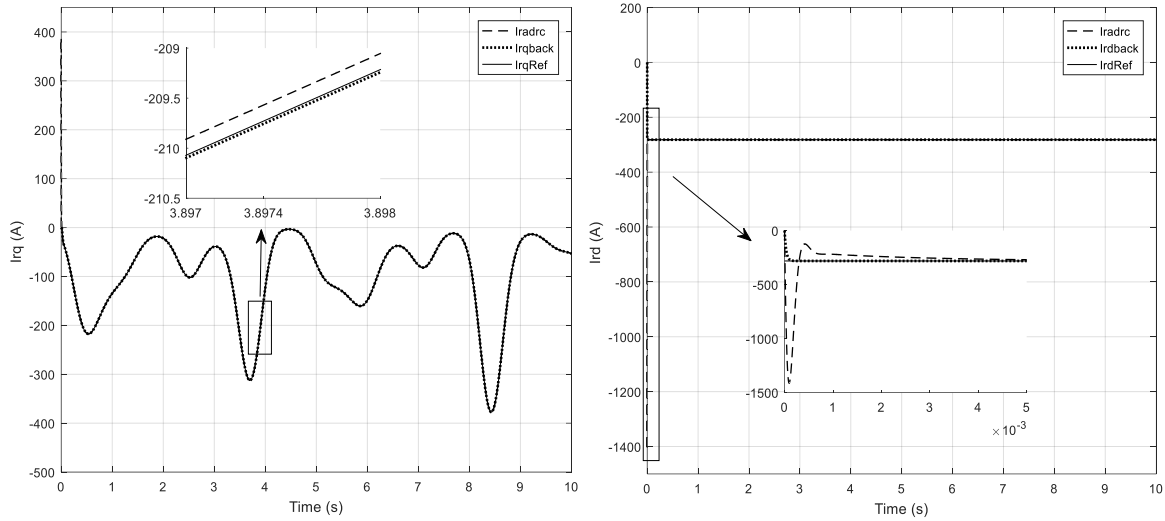 Iradrc
Irqback
IrqRef
400
300
200
100
0
-100
-200
-300
-400
-500
Irq (A)
0 1 2 3 4 5 6 7 8 9 10
Time (s)
-209
-209.5
-210
-210.5
3.897 3.8974 3.898
Iradrc
Irdback
IrdRef
200
0
-200
-400
-600
-800
-1000
-1200
-1400
Ird (A)
0 1 2 3 4 5 6 7 8 9 10
Time (s)
0
-500
-1000
-1500
0 1 2 3 4 5
×10⁻³